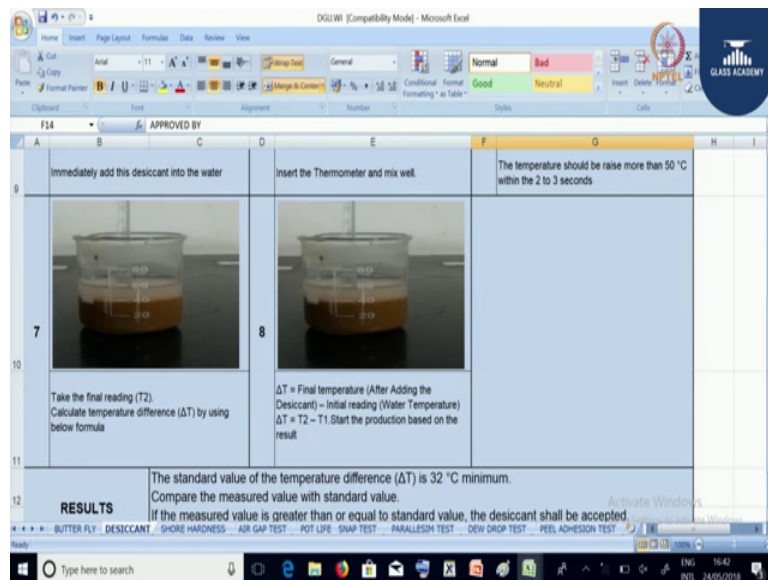 DGU.WI [Compatibility Mode] - Microsoft Excel
Home Insert Page Layout Formulas Data Review View
Cut
Copy
Format Painter
Paste
Clipboard
Arial 11
Font
Wrap Text
Merge & Center
Alignment
General
Number
Conditional Formatting
Format as Table
Normal Bad
Good Neutral
Styles
Insert Delete Format
Cells
NPTEL
GLASS ACADEMY
F14 fx APPROVED BY
A B C D E F G H I
9
Immediately add this desiccant into the water
Insert the Thermometer and mix well.
The temperature should be raise more than 50 °C
within the 2 to 3 seconds
7
8
10
Take the final reading (T2).
Calculate temperature difference (ΔT) by using
below formula
ΔT = Final temperature (After Adding the
Desiccant) – Initial reading (Water Temperature)
ΔT = T2 – T1.Start the production based on the
result
11
12
RESULTS
The standard value of the temperature difference (ΔT) is 32 °C minimum.
Compare the measured value with standard value.
If the measured value is greater than or equal to standard value, the desiccant shall be accepted
Activate Windows
BUTTER FLY DESICCANT SHORE HARDNESS AIR GAP TEST POT LIFE SNAP TEST PARALLESIM TEST DEW DROP TEST PEEL ADHESION TEST
Ready
100%
Type here to search
ENG
INTL
16:42
24/05/2018